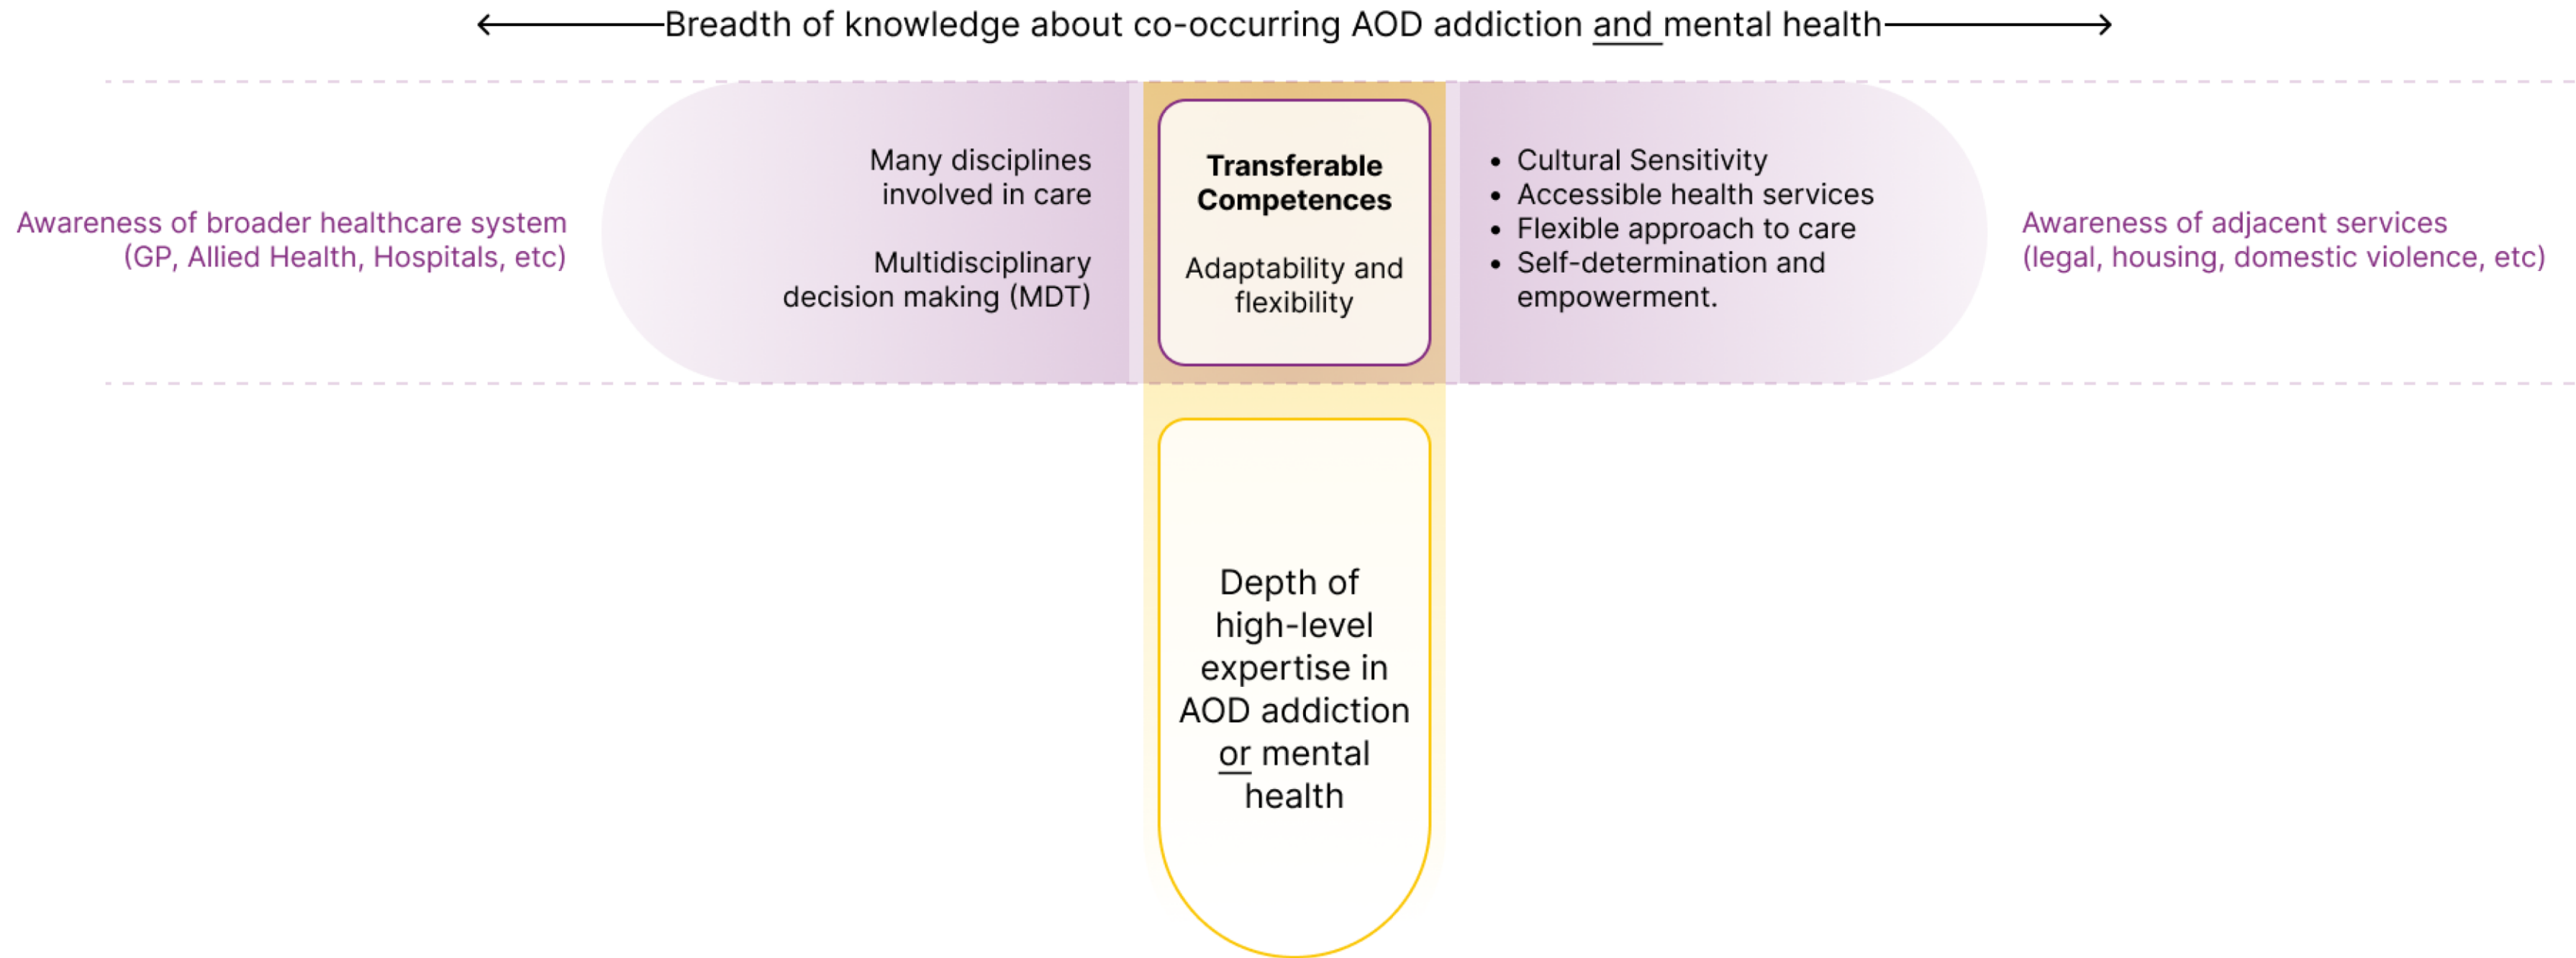 Breadth of knowledge about co-occurring AOD addiction and mental health
Awareness of broader healthcare system
(GP, Allied Health, Hospitals, etc)
Many disciplines
involved in care
Multidisciplinary
decision making (MDT)
Transferable
Competences
Adaptability and
flexibility
• Cultural Sensitivity
• Accessible health services
• Flexible approach to care
• Self-determination and
empowerment.
Awareness of adjacent services
(legal, housing, domestic violence, etc)
Depth of
high-level
expertise in
AOD addiction
or mental
health